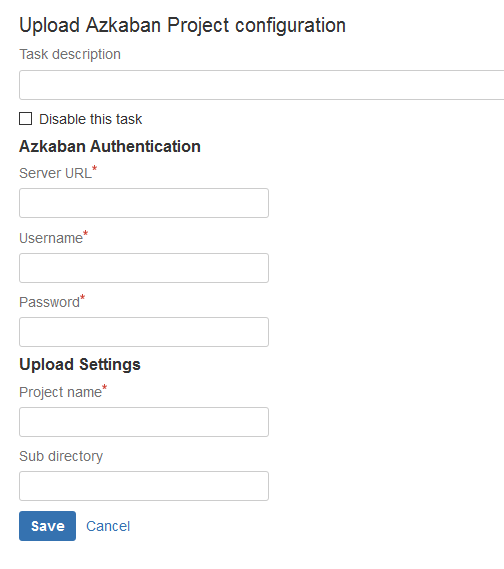 Upload Azkaban Project configuration
Task description
Disable this task
Azkaban Authentication
Server URL*
Username*
Password*
Upload Settings
Project name*
Sub directory
Save Cancel